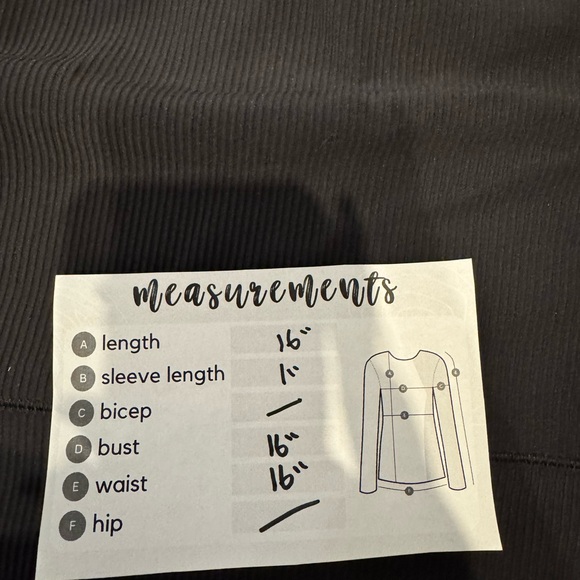 measurements
A length 16"
B sleeve length 1"
C bicep —
D bust 16"
E waist 16"
F hip —